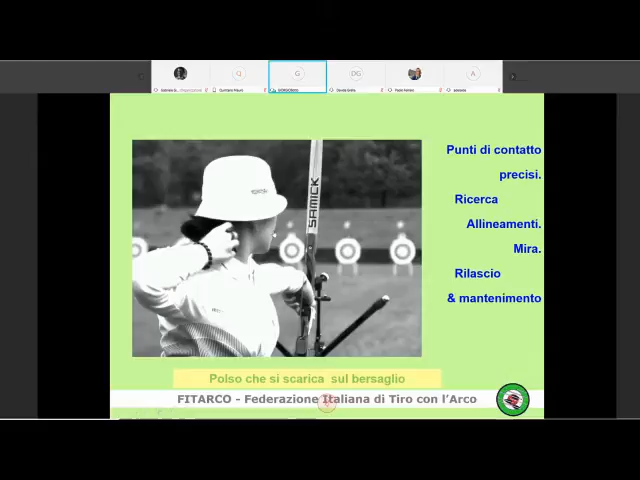 Q
G
DG
A
SAMICK
Punti di contatto
precisi.
Ricerca
Allineamenti.
Mira.
Rilascio
& mantenimento
Polso che si scarica sul bersaglio
FITARCO - Federazione Italiana di Tiro con l'Arco